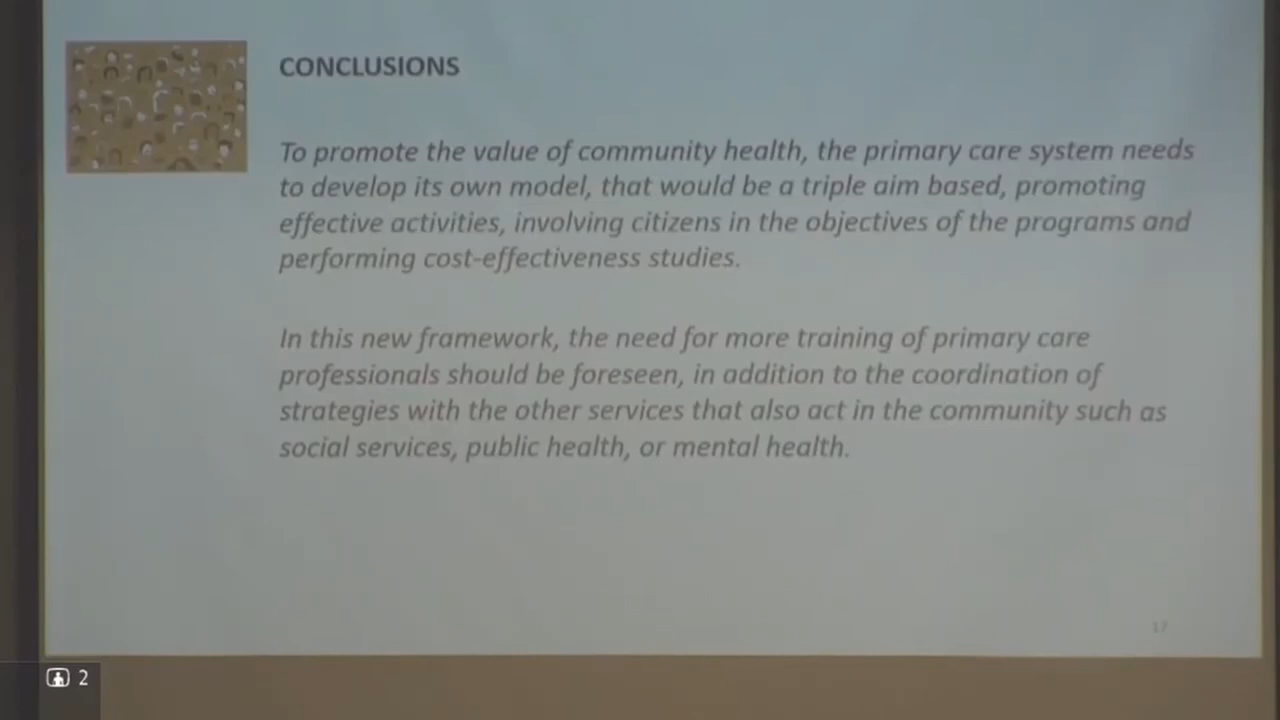 CONCLUSIONS
To promote the value of community health, the primary care system needs
to develop its own model, that would be a triple aim based, promoting
effective activities, involving citizens in the objectives of the programs and
performing cost-effectiveness studies.
In this new framework, the need for more training of primary care
professionals should be foreseen, in addition to the coordination of
strategies with the other services that also act in the community such as
social services, public health, or mental health.
17
2